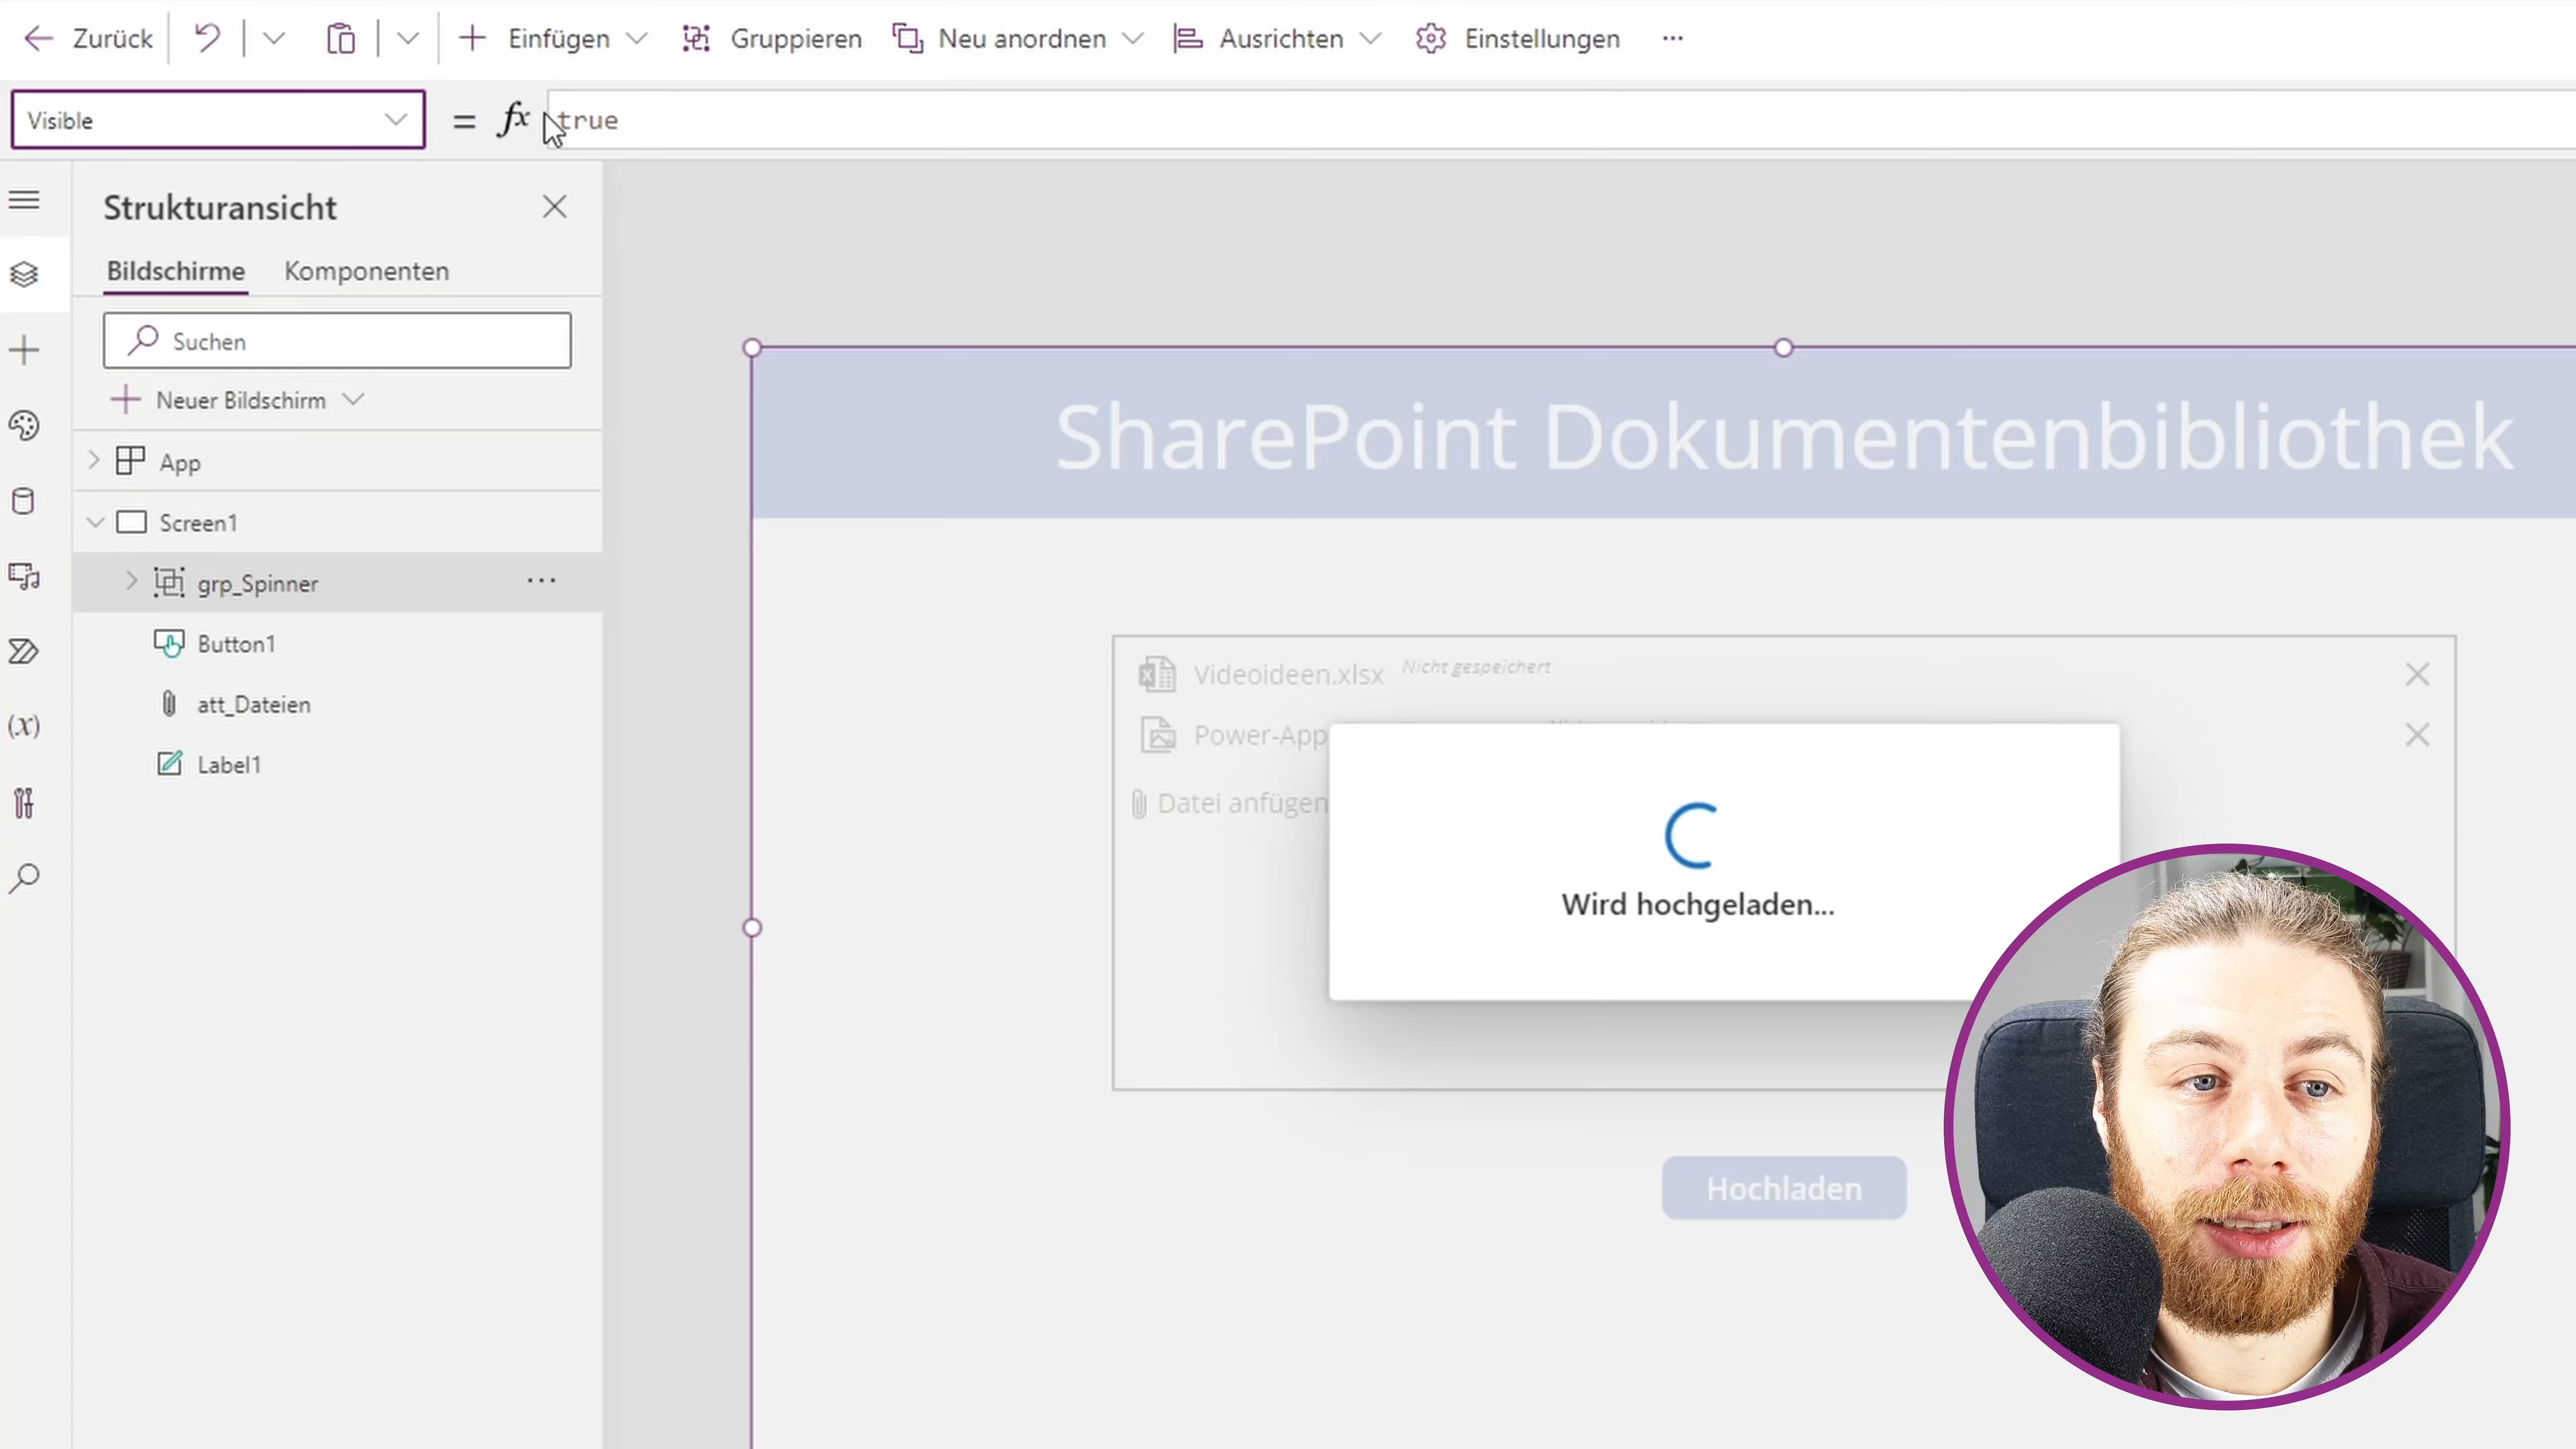 Zurück
Einfügen
Gruppieren
Neu anordnen
Ausrichten
Einstellungen
...
Visible
= fx true
Strukturansicht
Bildschirme Komponenten
Suchen
Neuer Bildschirm
App
Screen1
grp_Spinner ...
Button1
att_Dateien
Label1
(x)
SharePoint Dokumentenbibliothek
Videoideen.xlsx Nicht gespeichert
Power-App
Datei anfügen
Wird hochgeladen...
Hochladen